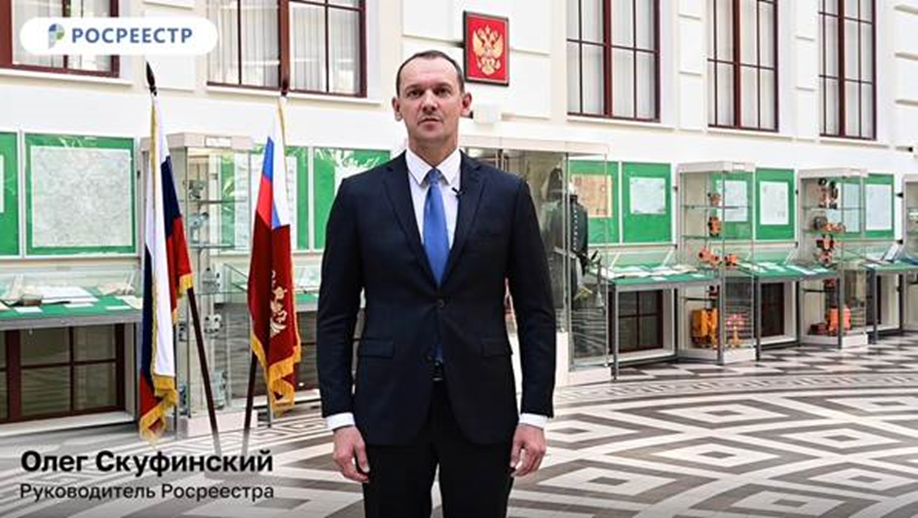 РОСРЕЕСТР
Олег Скуфинский
Руководитель Росреестра